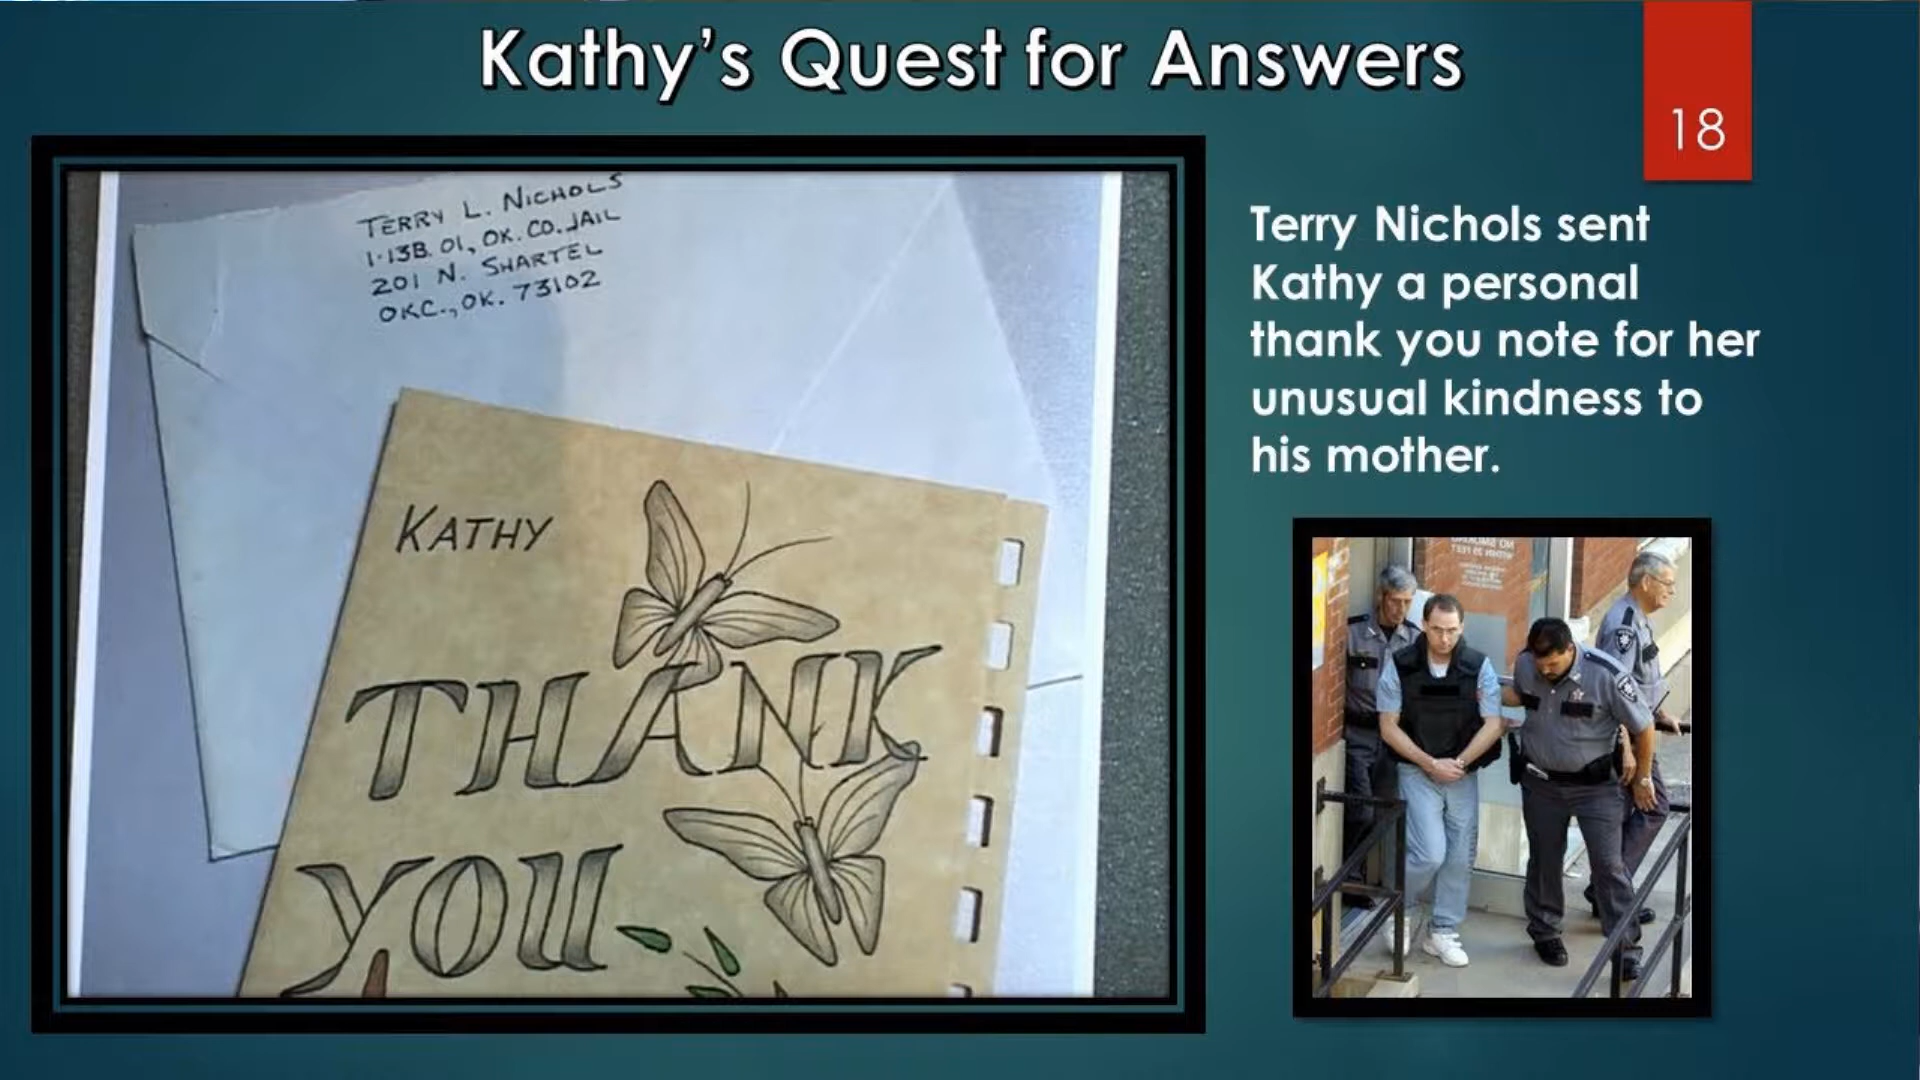 Kathy's Quest for Answers
18
TERRY L. NICHOLS
1-13B.01, OK. CO. JAIL
201 N. SHARTEL
OKC., OK. 73102
KATHY
THANK
YOU
Terry Nichols sent
Kathy a personal
thank you note for her
unusual kindness to
his mother.